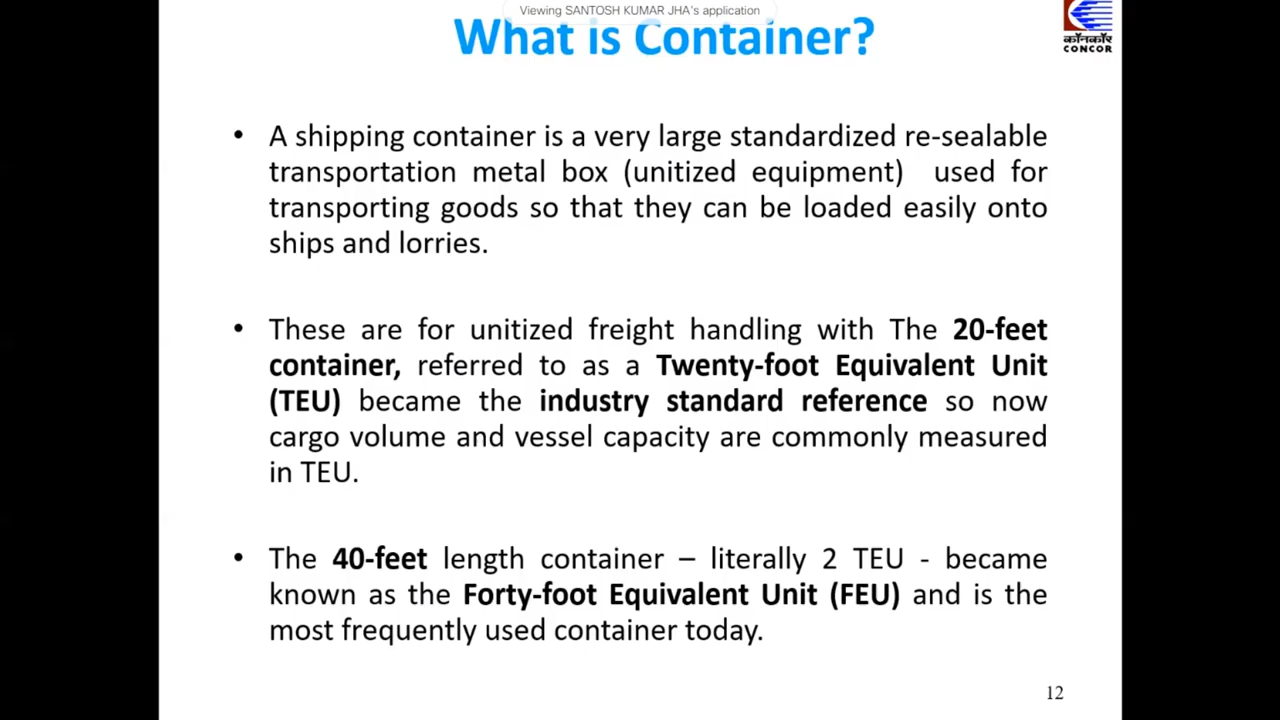 Viewing SANTOSH KUMAR JHA's application
What is Container?
कॉनकॉर
CONCOR
• A shipping container is a very large standardized re-sealable
transportation metal box (unitized equipment) used for
transporting goods so that they can be loaded easily onto
ships and lorries.
• These are for unitized freight handling with The 20-feet
container, referred to as a Twenty-foot Equivalent Unit
(TEU) became the industry standard reference so now
cargo volume and vessel capacity are commonly measured
in TEU.
• The 40-feet length container – literally 2 TEU - became
known as the Forty-foot Equivalent Unit (FEU) and is the
most frequently used container today.
12